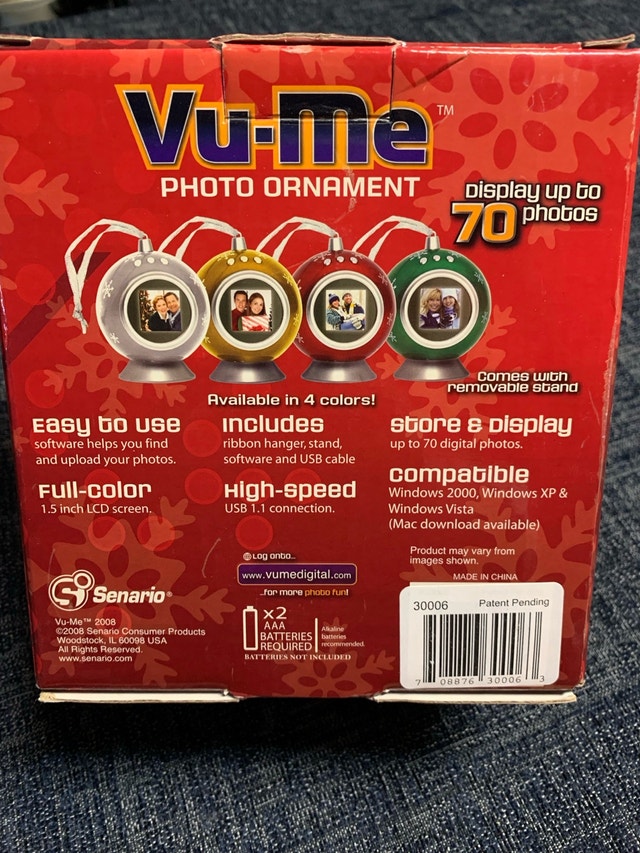 Vu-Me™
PHOTO ORNAMENT
Display up to
70 photos
Comes with
removable stand
Available in 4 colors!
Easy to use
software helps you find
and upload your photos.
Includes
ribbon hanger, stand,
software and USB cable
Store & Display
up to 70 digital photos.
Full-color
1.5 inch LCD screen.
High-speed
USB 1.1 connection.
Compatible
Windows 2000, Windows XP &
Windows Vista
(Mac download available)
Product may vary from
images shown.
MADE IN CHINA
Log onto...
www.vumedigital.com
...for more photo fun!
Senario®
Vu-Me™ 2008
©2008 Senario Consumer Products
Woodstock, IL 60098 USA
All Rights Reserved.
www.senario.com
x2
AAA
BATTERIES
REQUIRED
Alkaline
batteries
recommended.
BATTERIES NOT INCLUDED
30006 Patent Pending
7 08876 30006 3